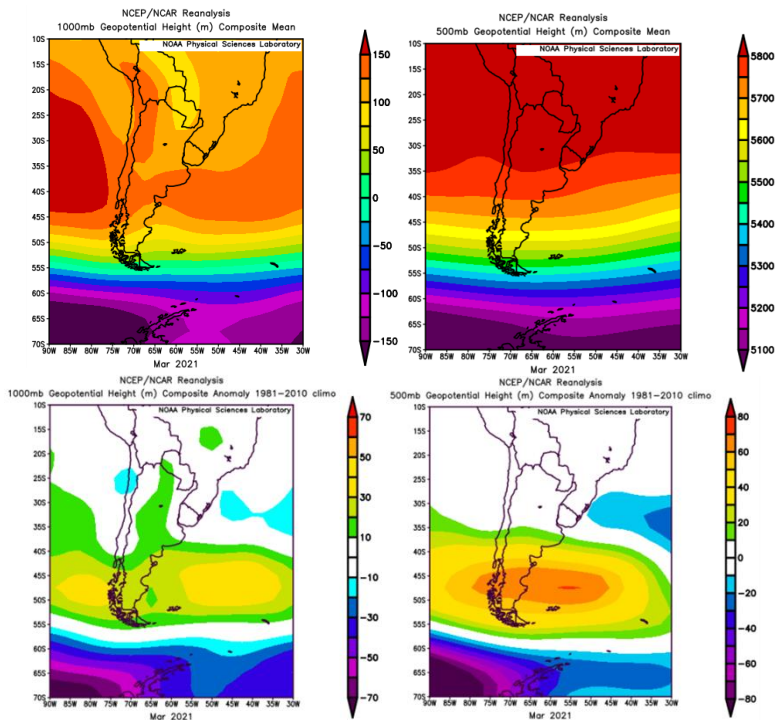 NCEP/NCAR Reanalysis
1000mb Geopotential Height (m) Composite Mean
NOAA Physical Sciences Laboratory
10S
15S
20S
25S
30S
35S
40S
45S
50S
55S
60S
65S
70S
90W 85W 80W 75W 70W 65W 60W 55W 50W 45W 40W 35W 30W
Mar 2021
150
100
50
0
−50
−100
−150
NCEP/NCAR Reanalysis
500mb Geopotential Height (m) Composite Mean
NOAA Physical Sciences Laboratory
10S
15S
20S
25S
30S
35S
40S
45S
50S
55S
60S
65S
70S
90W 85W 80W 75W 70W 65W 60W 55W 50W 45W 40W 35W 30W
Mar 2021
5800
5700
5600
5500
5400
5300
5200
5100
NCEP/NCAR Reanalysis
1000mb Geopotential Height (m) Composite Anomaly 1981−2010 climo
NOAA Physical Sciences Laboratory
10S
15S
20S
25S
30S
35S
40S
45S
50S
55S
60S
65S
70S
90W 85W 80W 75W 70W 65W 60W 55W 50W 45W 40W 35W 30W
Mar 2021
70
50
30
10
−10
−30
−50
−70
NCEP/NCAR Reanalysis
500mb Geopotential Height (m) Composite Anomaly 1981−2010 climo
NOAA Physical Sciences Laboratory
10S
15S
20S
25S
30S
35S
40S
45S
50S
55S
60S
65S
70S
90W 85W 80W 75W 70W 65W 60W 55W 50W 45W 40W 35W 30W
Mar 2021
80
60
40
20
0
−20
−40
−60
−80